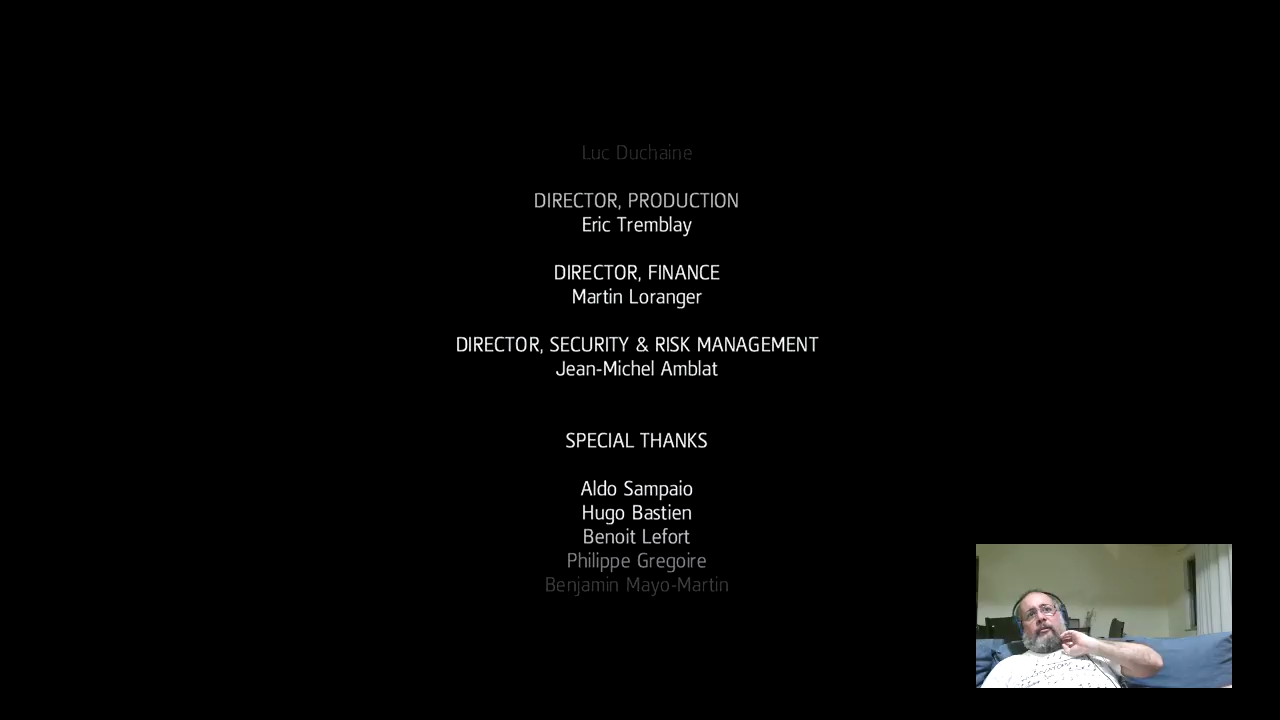 Luc Duchaine
DIRECTOR, PRODUCTION
Eric Tremblay
DIRECTOR, FINANCE
Martin Loranger
DIRECTOR, SECURITY & RISK MANAGEMENT
Jean-Michel Amblat
SPECIAL THANKS
Aldo Sampaio
Hugo Bastien
Benoit Lefort
Philippe Gregoire
Benjamin Mayo-Martin